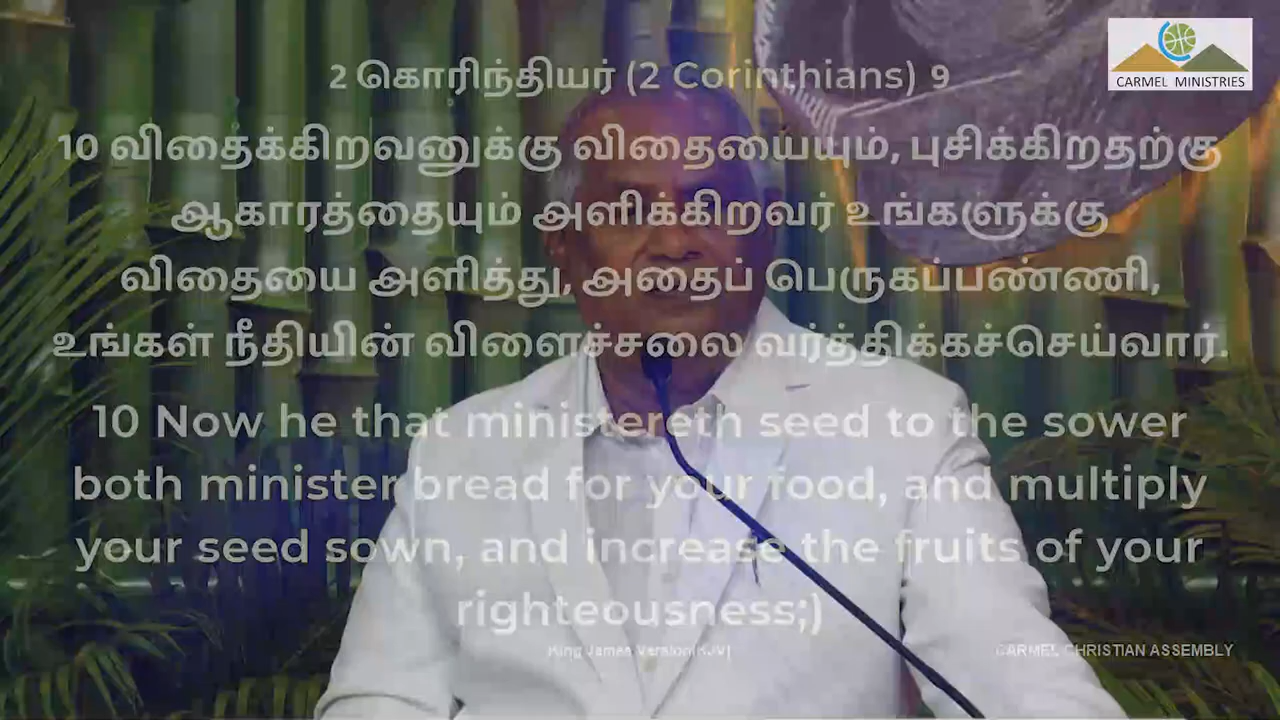 CARMEL MINISTRIES
2 கொரிந்தியர் (2 Corinthians) 9
10 விதைக்கிறவனுக்கு விதையையும், புசிக்கிறதற்கு
ஆகாரத்தையும் அளிக்கிறவர் உங்களுக்கு
விதையை அளித்து, அதைப் பெருகப்பண்ணி,
உங்கள் நீதியின் விளைச்சலை வர்த்திக்கச்செய்வார்.
10 Now he that ministereth seed to the sower
both minister bread for your food, and multiply
your seed sown, and increase the fruits of your
righteousness;)
King James Version(KJV)
CARMEL CHRISTIAN ASSEMBLY